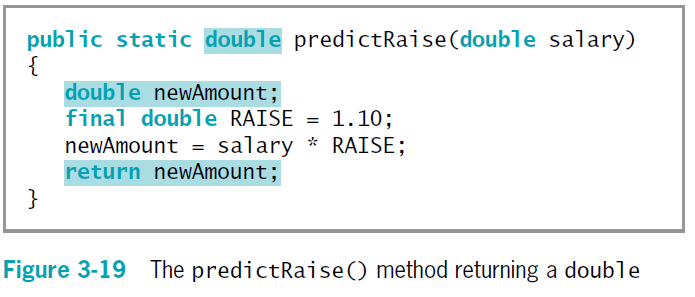 public static double predictRaise(double salary)
{
   double newAmount;
   final double RAISE = 1.10;
   newAmount = salary * RAISE;
   return newAmount;
}
Figure 3-19 The predictRaise() method returning a double